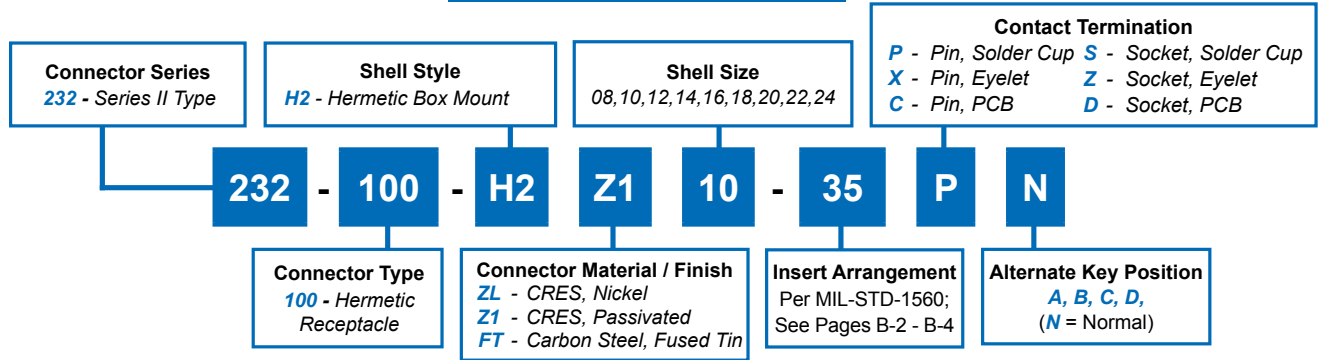 Connector Series
232 - Series II Type
Shell Style
H2 - Hermetic Box Mount
Shell Size
08,10,12,14,16,18,20,22,24
Contact Termination
P - Pin, Solder Cup S - Socket, Solder Cup
X - Pin, Eyelet Z - Socket, Eyelet
C - Pin, PCB D - Socket, PCB
232 - 100 - H2 Z1 10 - 35 P N
Connector Type
100 - Hermetic
Receptacle
Connector Material / Finish
ZL - CRES, Nickel
Z1 - CRES, Passivated
FT - Carbon Steel, Fused Tin
Insert Arrangement
Per MIL-STD-1560;
See Pages B-2 - B-4
Alternate Key Position
A, B, C, D,
(N = Normal)